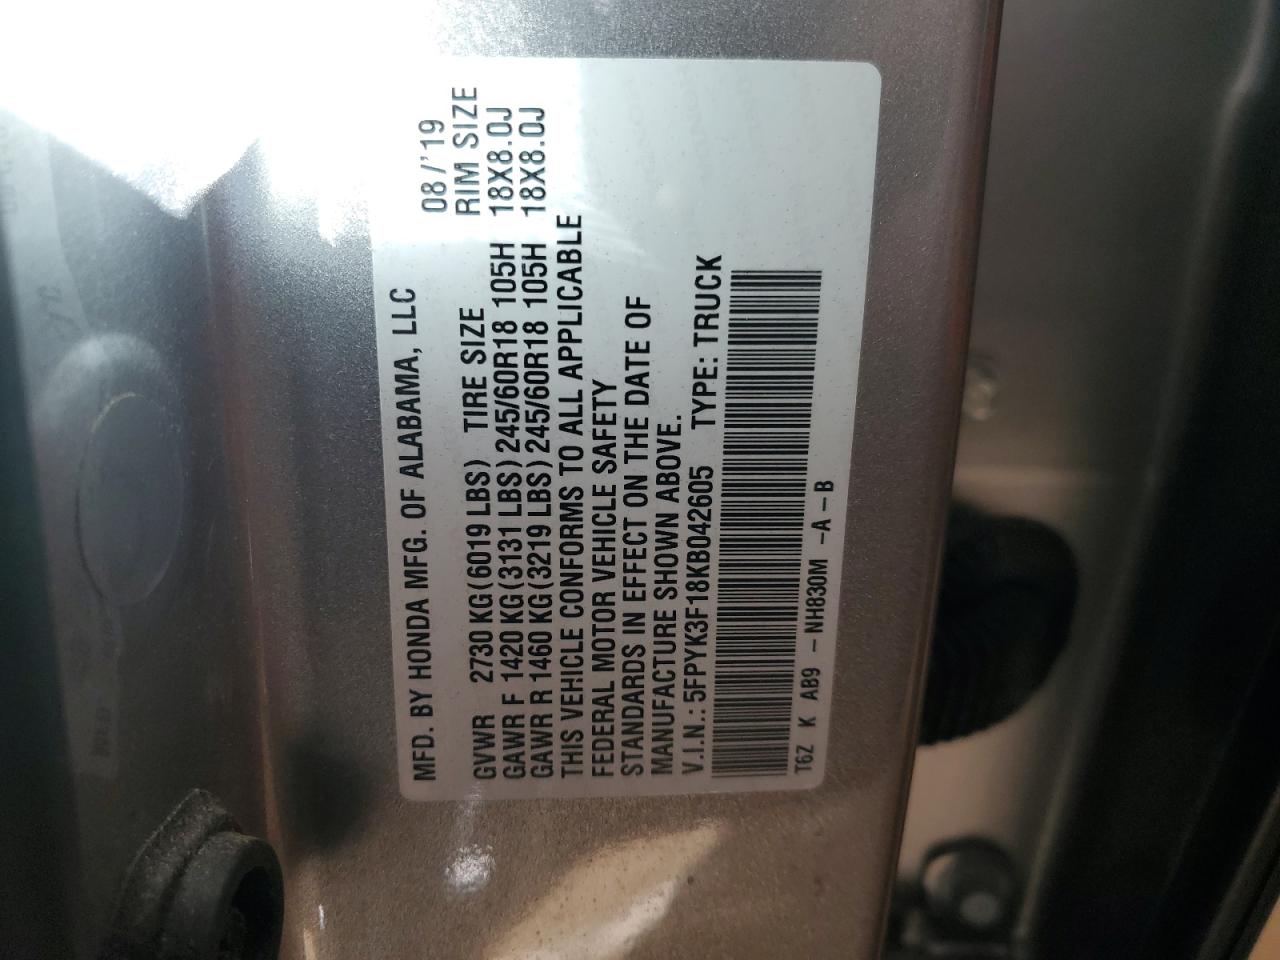 MFD. BY HONDA MFG. OF ALABAMA, LLC 08/'19
GVWR 2730 KG(6019 LBS) TIRE SIZE RIM SIZE
GAWR F 1420 KG(3131 LBS) 245/60R18 105H 18X8.0J
GAWR R 1460 KG(3219 LBS) 245/60R18 105H 18X8.0J
THIS VEHICLE CONFORMS TO ALL APPLICABLE
FEDERAL MOTOR VEHICLE SAFETY
STANDARDS IN EFFECT ON THE DATE OF
MANUFACTURE SHOWN ABOVE.
V.I.N.: 5FPYK3F18KB042605 TYPE: TRUCK
T6Z K AB9 - NH830M -A-B